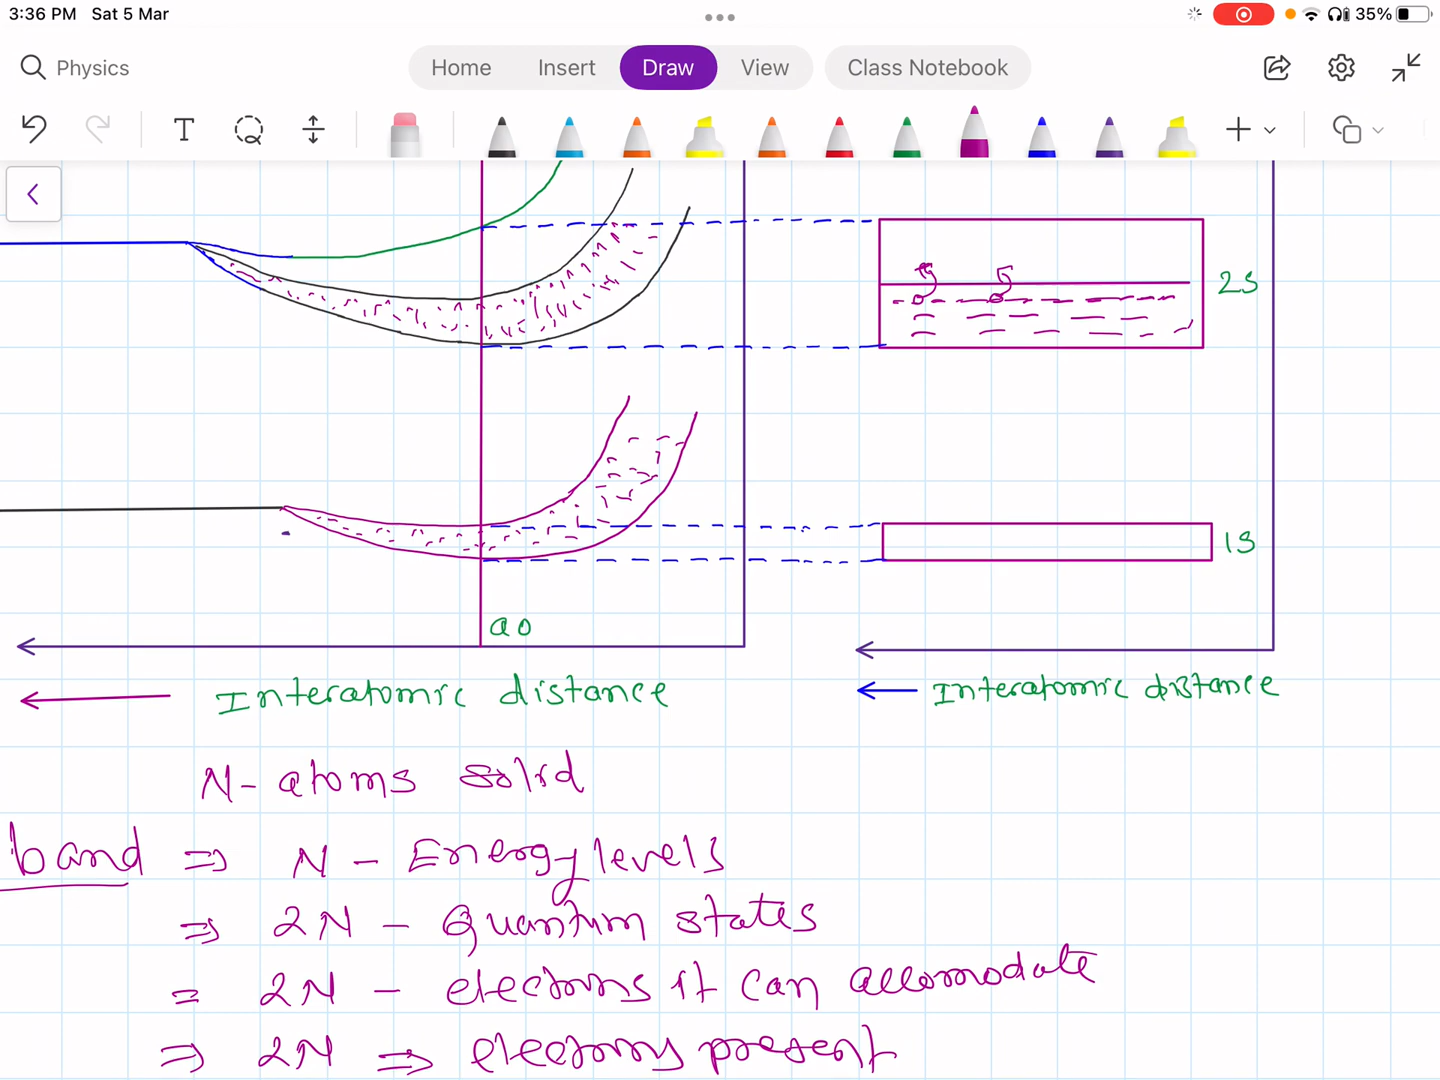 3:36 PM Sat 5 Mar
35%
Physics
Home Insert Draw View Class Notebook
T
2S
1S
a0
Interatomic distance
Interatomic distance
N- atoms solid
band ⇒ N - Energy levels
⇒ 2N - Quantum states
= 2N - electrons it can accomodate
⇒ 2N ⇒ electrons present